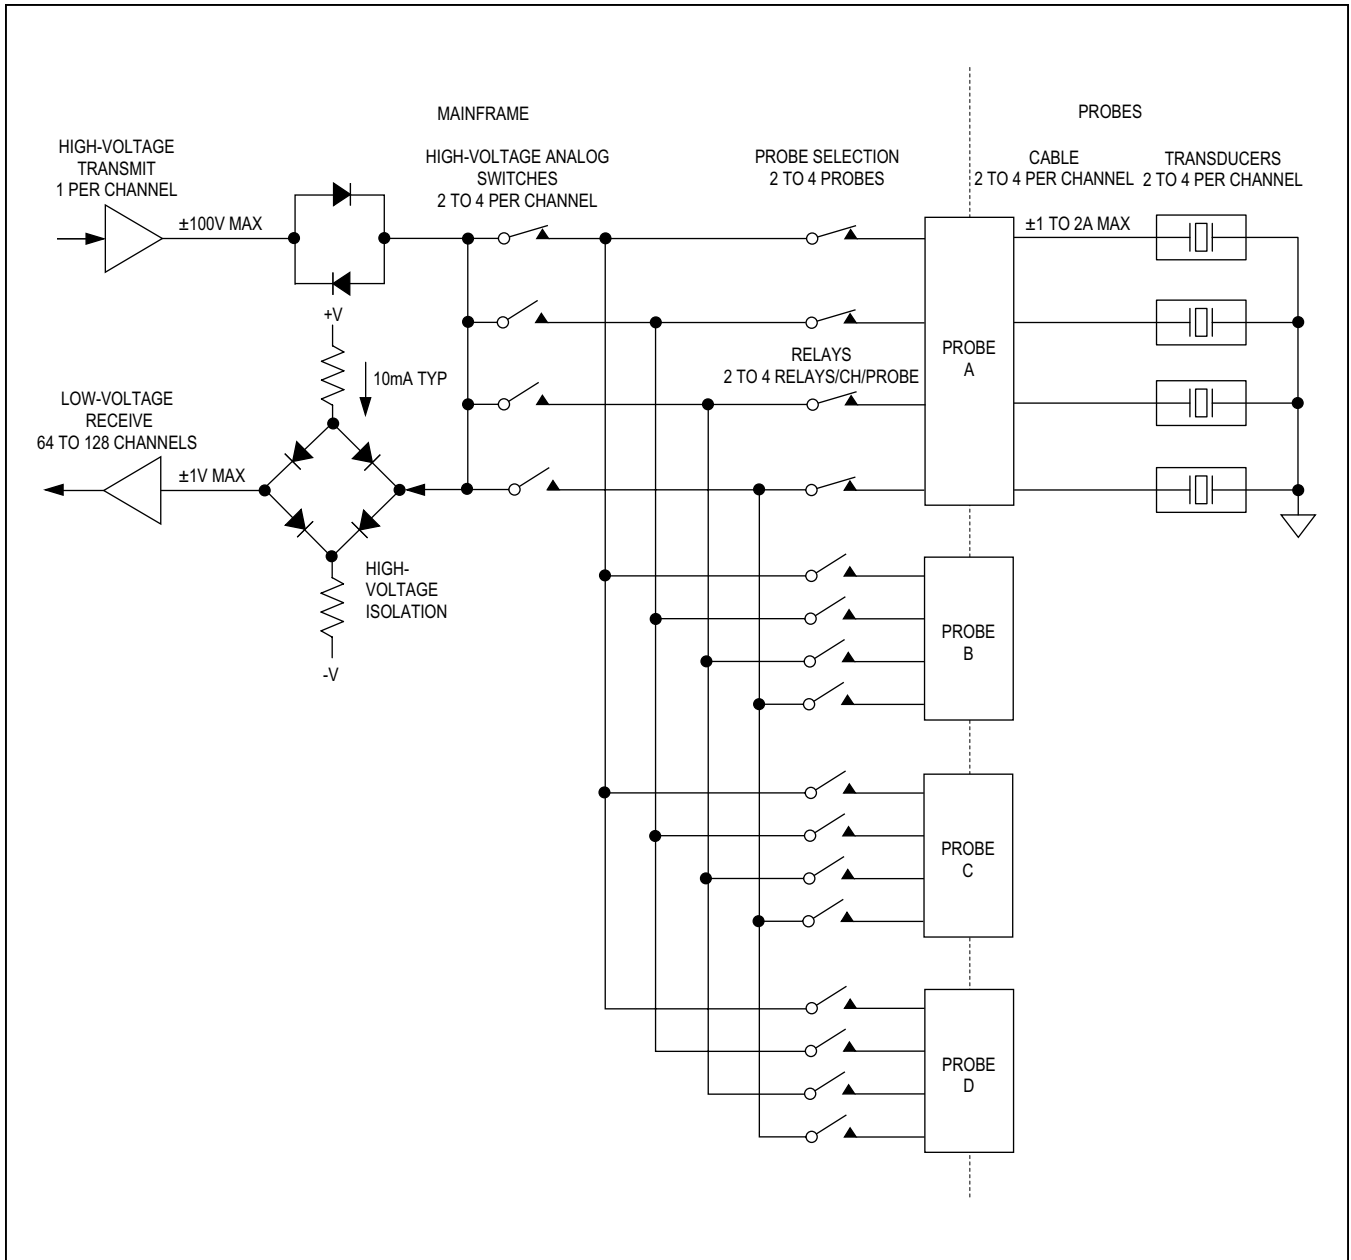 MAINFRAME
PROBES
HIGH-VOLTAGE
TRANSMIT
1 PER CHANNEL
HIGH-VOLTAGE ANALOG
SWITCHES
2 TO 4 PER CHANNEL
PROBE SELECTION
2 TO 4 PROBES
CABLE
2 TO 4 PER CHANNEL
TRANSDUCERS
2 TO 4 PER CHANNEL
±100V MAX
±1 TO 2A MAX
+V
10mA TYP
RELAYS
2 TO 4 RELAYS/CH/PROBE
PROBE
A
LOW-VOLTAGE
RECEIVE
64 TO 128 CHANNELS
±1V MAX
HIGH-
VOLTAGE
ISOLATION
-V
PROBE
B
PROBE
C
PROBE
D